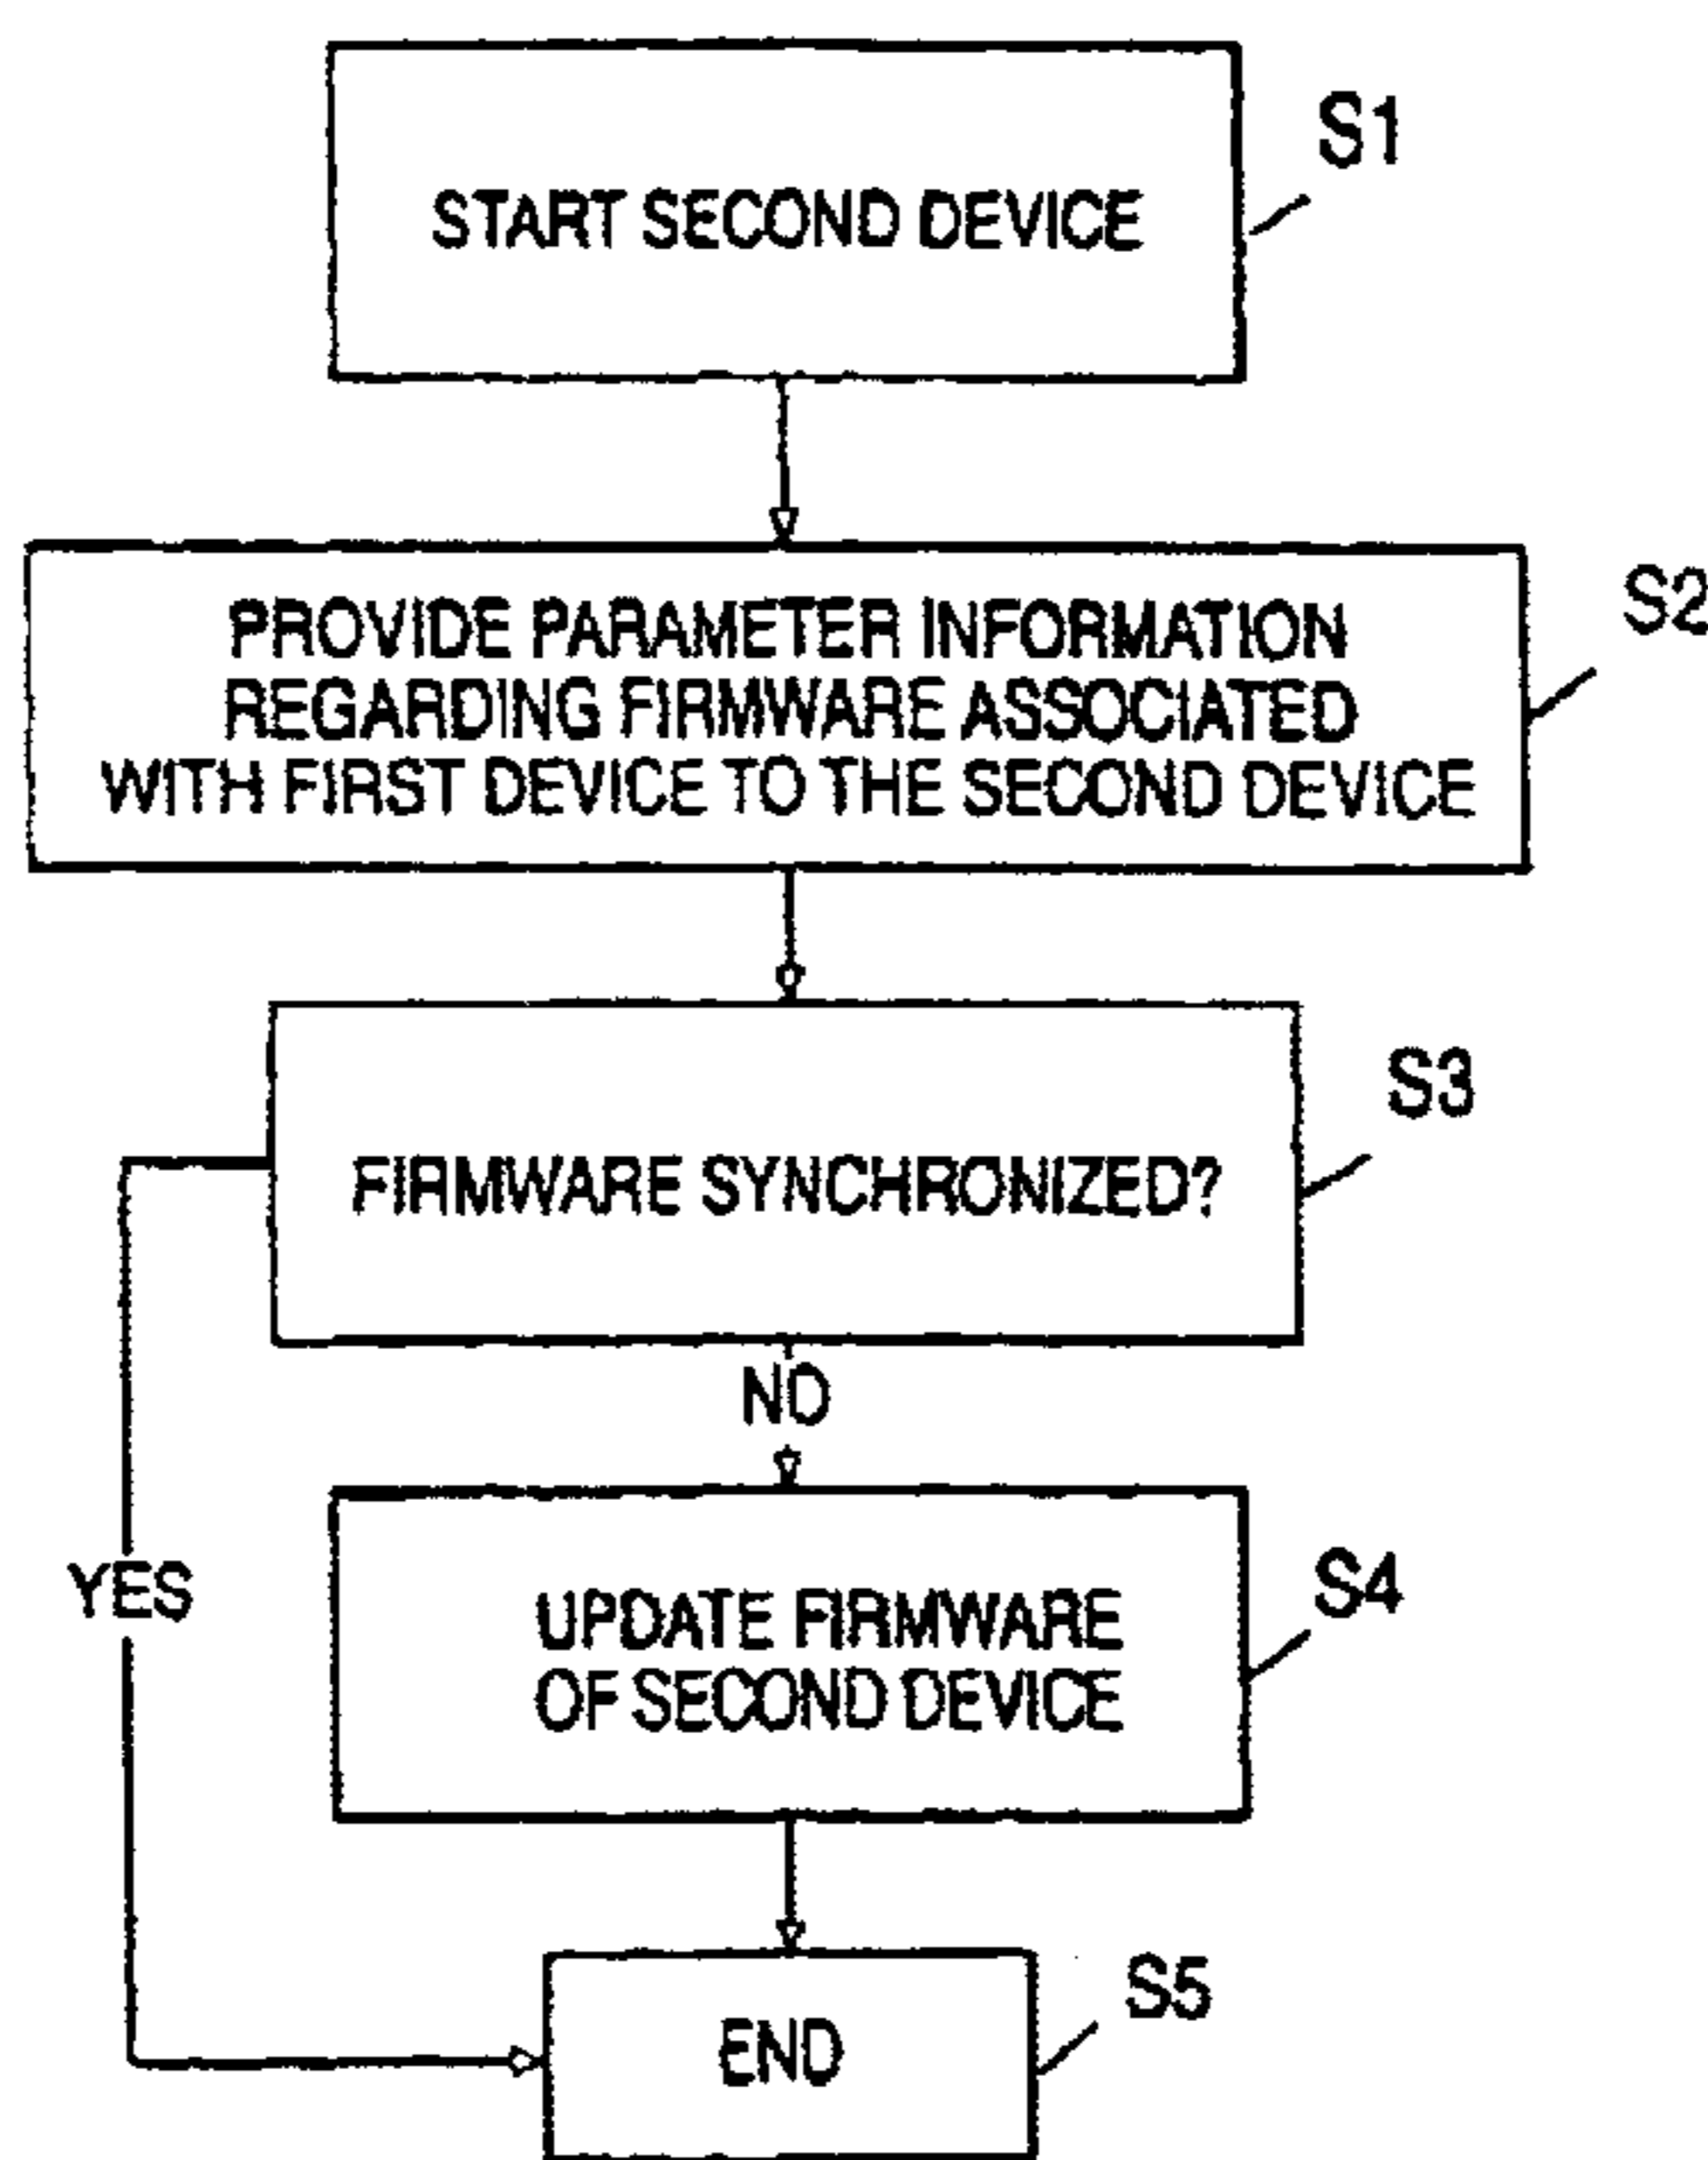 START SECOND DEVICE
S1
PROVIDE PARAMETER INFORMATION
REGARDING FIRMWARE ASSOCIATED
WITH FIRST DEVICE TO THE SECOND DEVICE
S2
FIRMWARE SYNCHRONIZED?
S3
NO
YES
UPDATE FIRMWARE
OF SECOND DEVICE
S4
END
S5